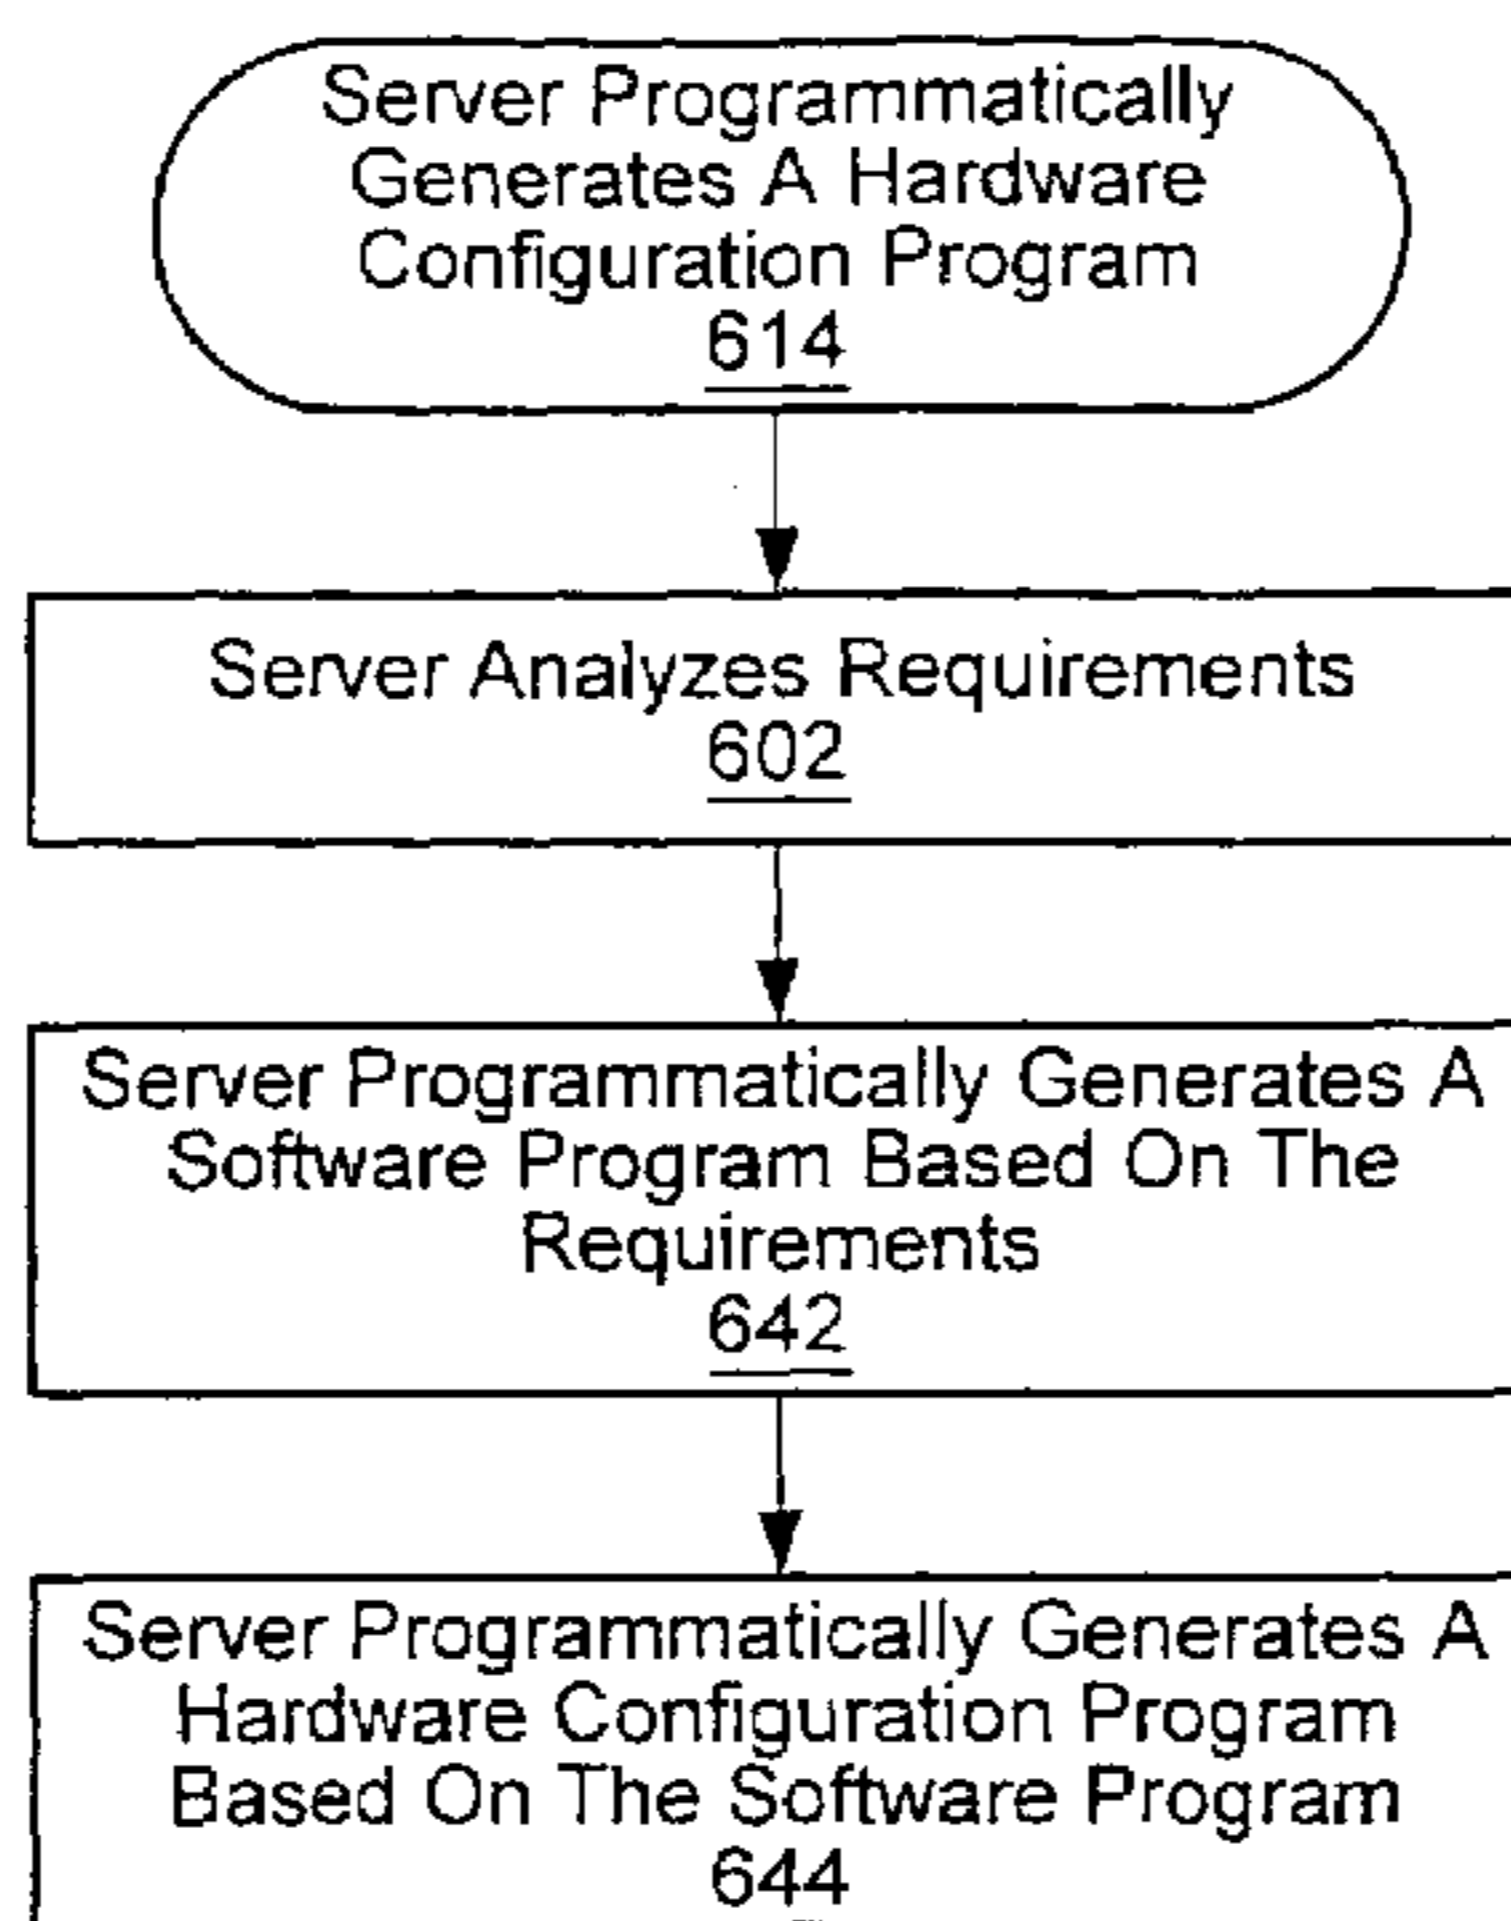 Server Programmatically
Generates A Hardware
Configuration Program
614
Server Analyzes Requirements
602
Server Programmatically Generates A
Software Program Based On The
Requirements
642
Server Programmatically Generates A
Hardware Configuration Program
Based On The Software Program
644